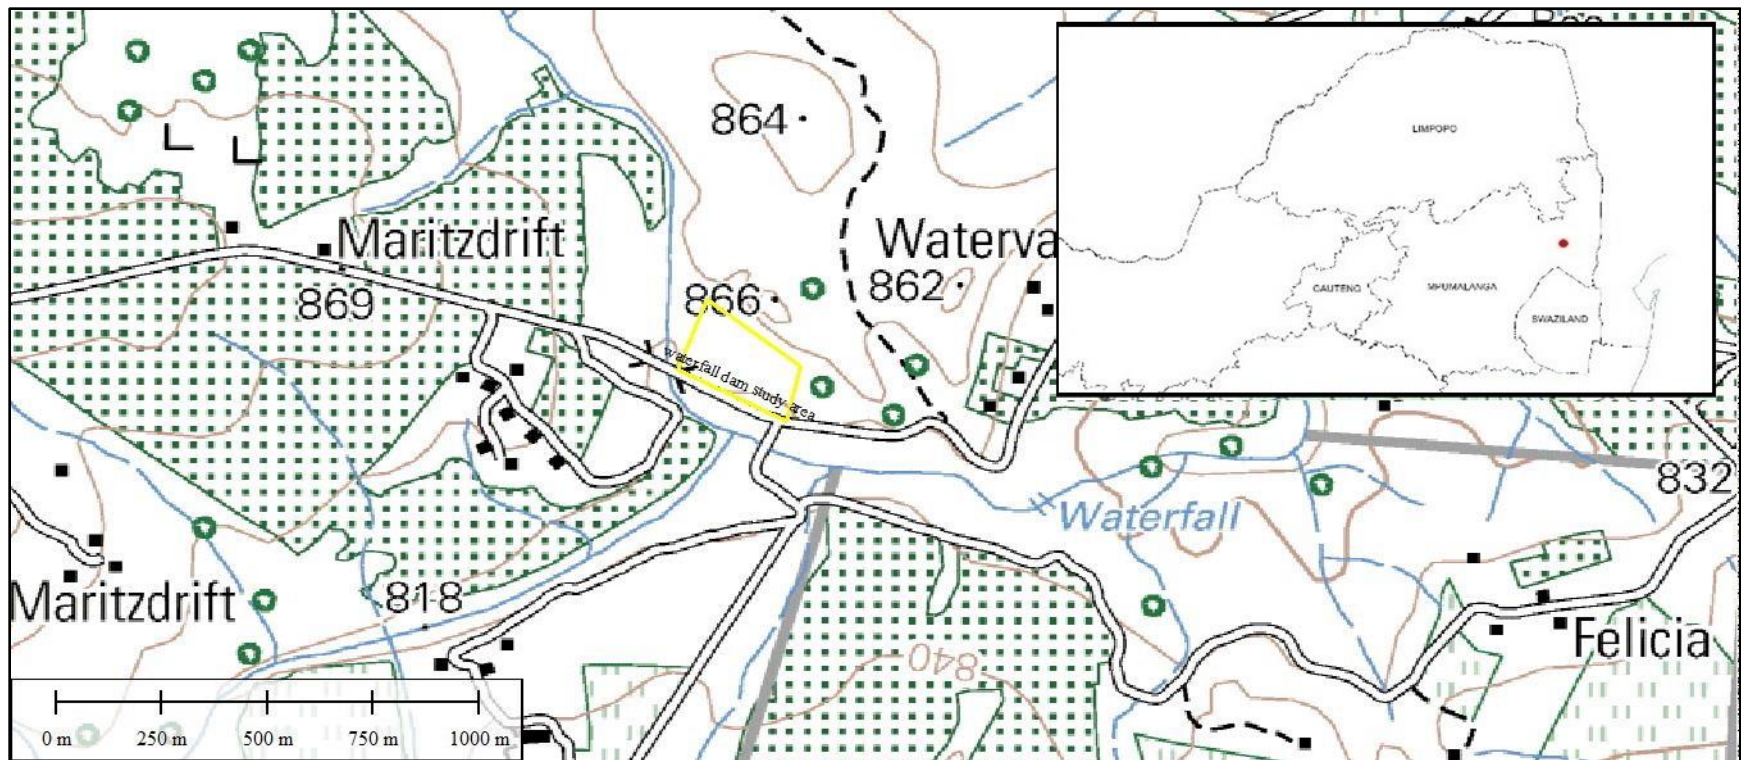 864
LIMPOPO
Maritzdrift
Waterva
866
862
869
GAUTENG
MPUMALANGA
SWAZILAND
waterfall dam study area
832
Waterfall
Maritzdrift
818
Felicia
840
0 m
250 m
500 m
750 m
1000 m